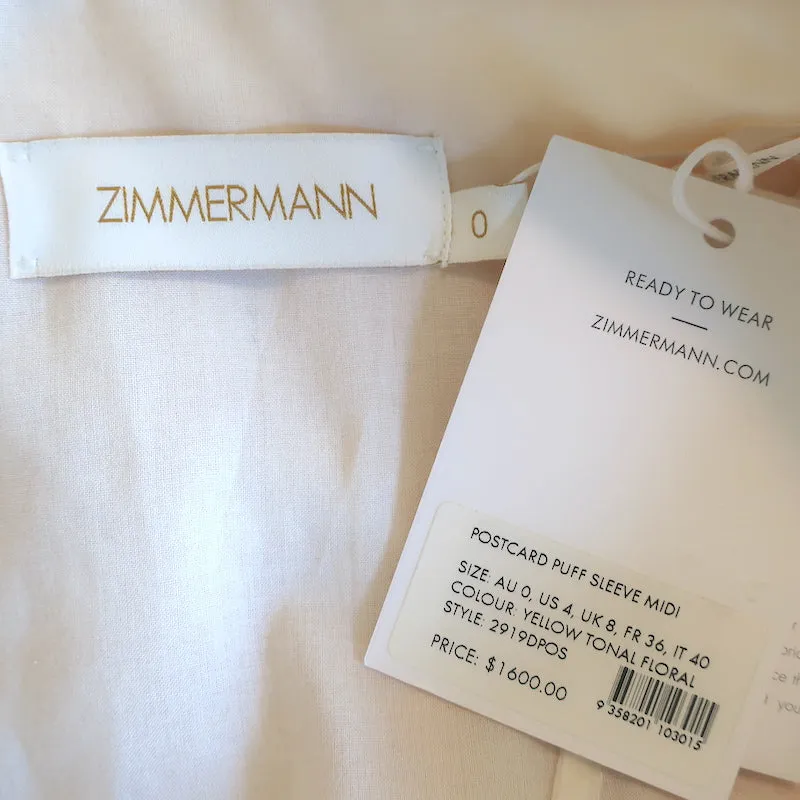 ZIMMERMANN
0
READY TO WEAR
ZIMMERMANN.COM
POSTCARD PUFF SLEEVE MIDI
SIZE: AU 0, US 4, UK 8, FR 36, IT 40
COLOUR: YELLOW TONAL FLORAL
STYLE: 2919DPOS
PRICE: $1600.00
9 358201 103015